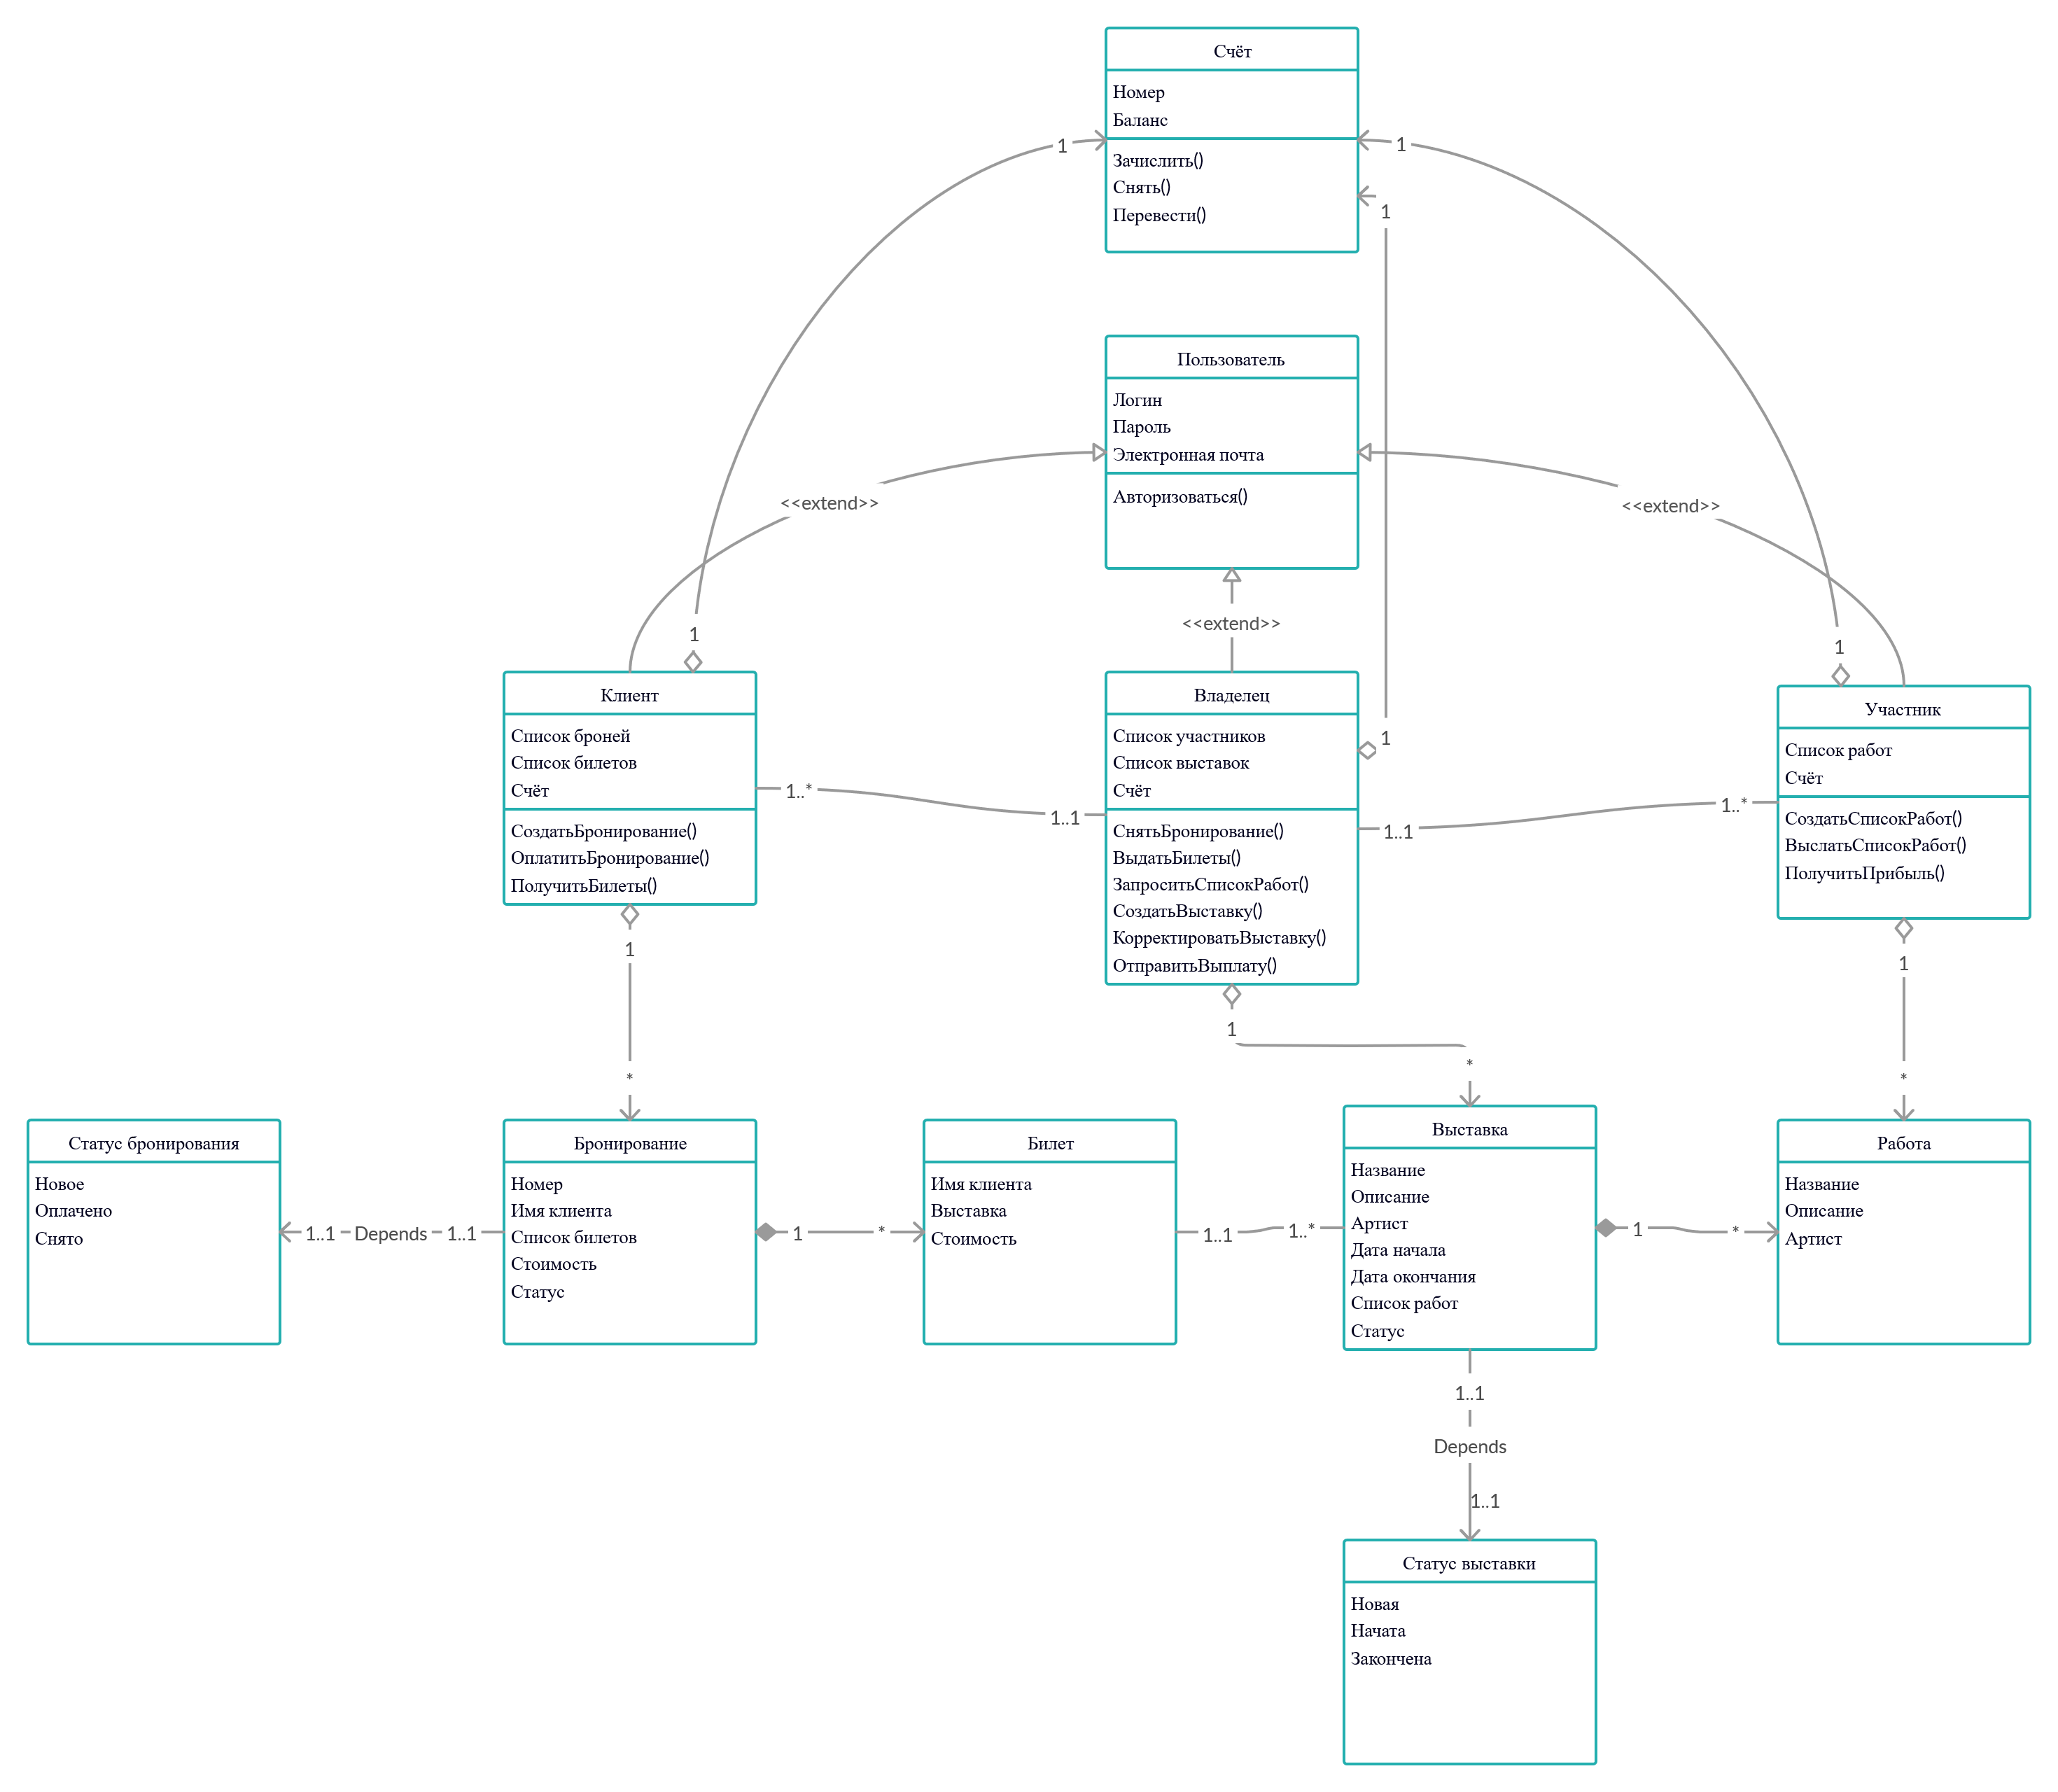 Счёт
Номер
Баланс
Зачислить()
Снять()
Перевести()
1
1
1
Пользователь
Логин
Пароль
Электронная почта
Авторизоваться()
<<extend>>
<<extend>>
<<extend>>
1
1
1
Клиент
Список броней
Список билетов
Счёт
СоздатьБронирование()
ОплатитьБронирование()
ПолучитьБилеты()
1..*
1..1
Владелец
Список участников
Список выставок
Счёт
СнятьБронирование()
ВыдатьБилеты()
ЗапроситьСписокРабот()
СоздатьВыставку()
КорректироватьВыставку()
ОтправитьВыплату()
1..1
1..*
Участник
Список работ
Счёт
СоздатьСписокРабот()
ВыслатьСписокРабот()
ПолучитьПрибыль()
1
*
1
*
1
*
Статус бронирования
Новое
Оплачено
Снято
1..1
Depends
1..1
Бронирование
Номер
Имя клиента
Список билетов
Стоимость
Статус
1
*
Билет
Имя клиента
Выставка
Стоимость
1..1
1..*
Выставка
Название
Описание
Артист
Дата начала
Дата окончания
Список работ
Статус
1
*
Работа
Название
Описание
Артист
1..1
Depends
1..1
Статус выставки
Новая
Начата
Закончена